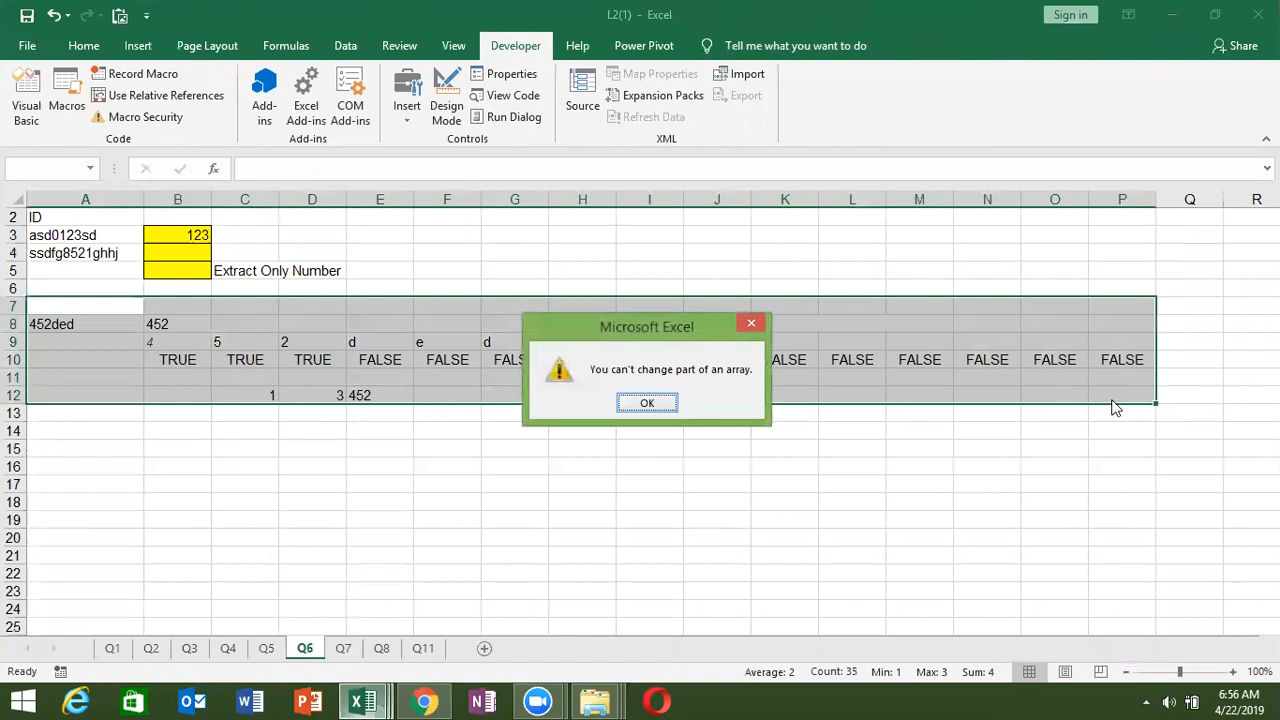 L2(1) - Excel
Sign in
File Home Insert Page Layout Formulas Data Review View Developer Help Power Pivot Tell me what you want to do Share
Visual Basic
Macros
Record Macro
Use Relative References
Macro Security
Code
Add-ins
Excel Add-ins
COM Add-ins
Add-ins
Insert
Design Mode
Properties
View Code
Run Dialog
Controls
Source
Map Properties
Expansion Packs
Refresh Data
Import
Export
XML
fx
A B C D E F G H I J K L M N O P Q R
2 ID
3 asd0123sd 123
4 ssdfg8521ghhj
5 Extract Only Number
6
7
8 452ded 452
9 4 5 2 d e d
10 TRUE TRUE TRUE FALSE FALSE FALS ALSE FALSE FALSE FALSE FALSE FALSE
11
12 1 3 452
13
14
15
16
17
18
19
20
21
22
23
24
25
Microsoft Excel
You can't change part of an array.
OK
Q1 Q2 Q3 Q4 Q5 Q6 Q7 Q8 Q11
Ready Average: 2 Count: 35 Min: 1 Max: 3 Sum: 4 100%
6:56 AM
4/22/2019